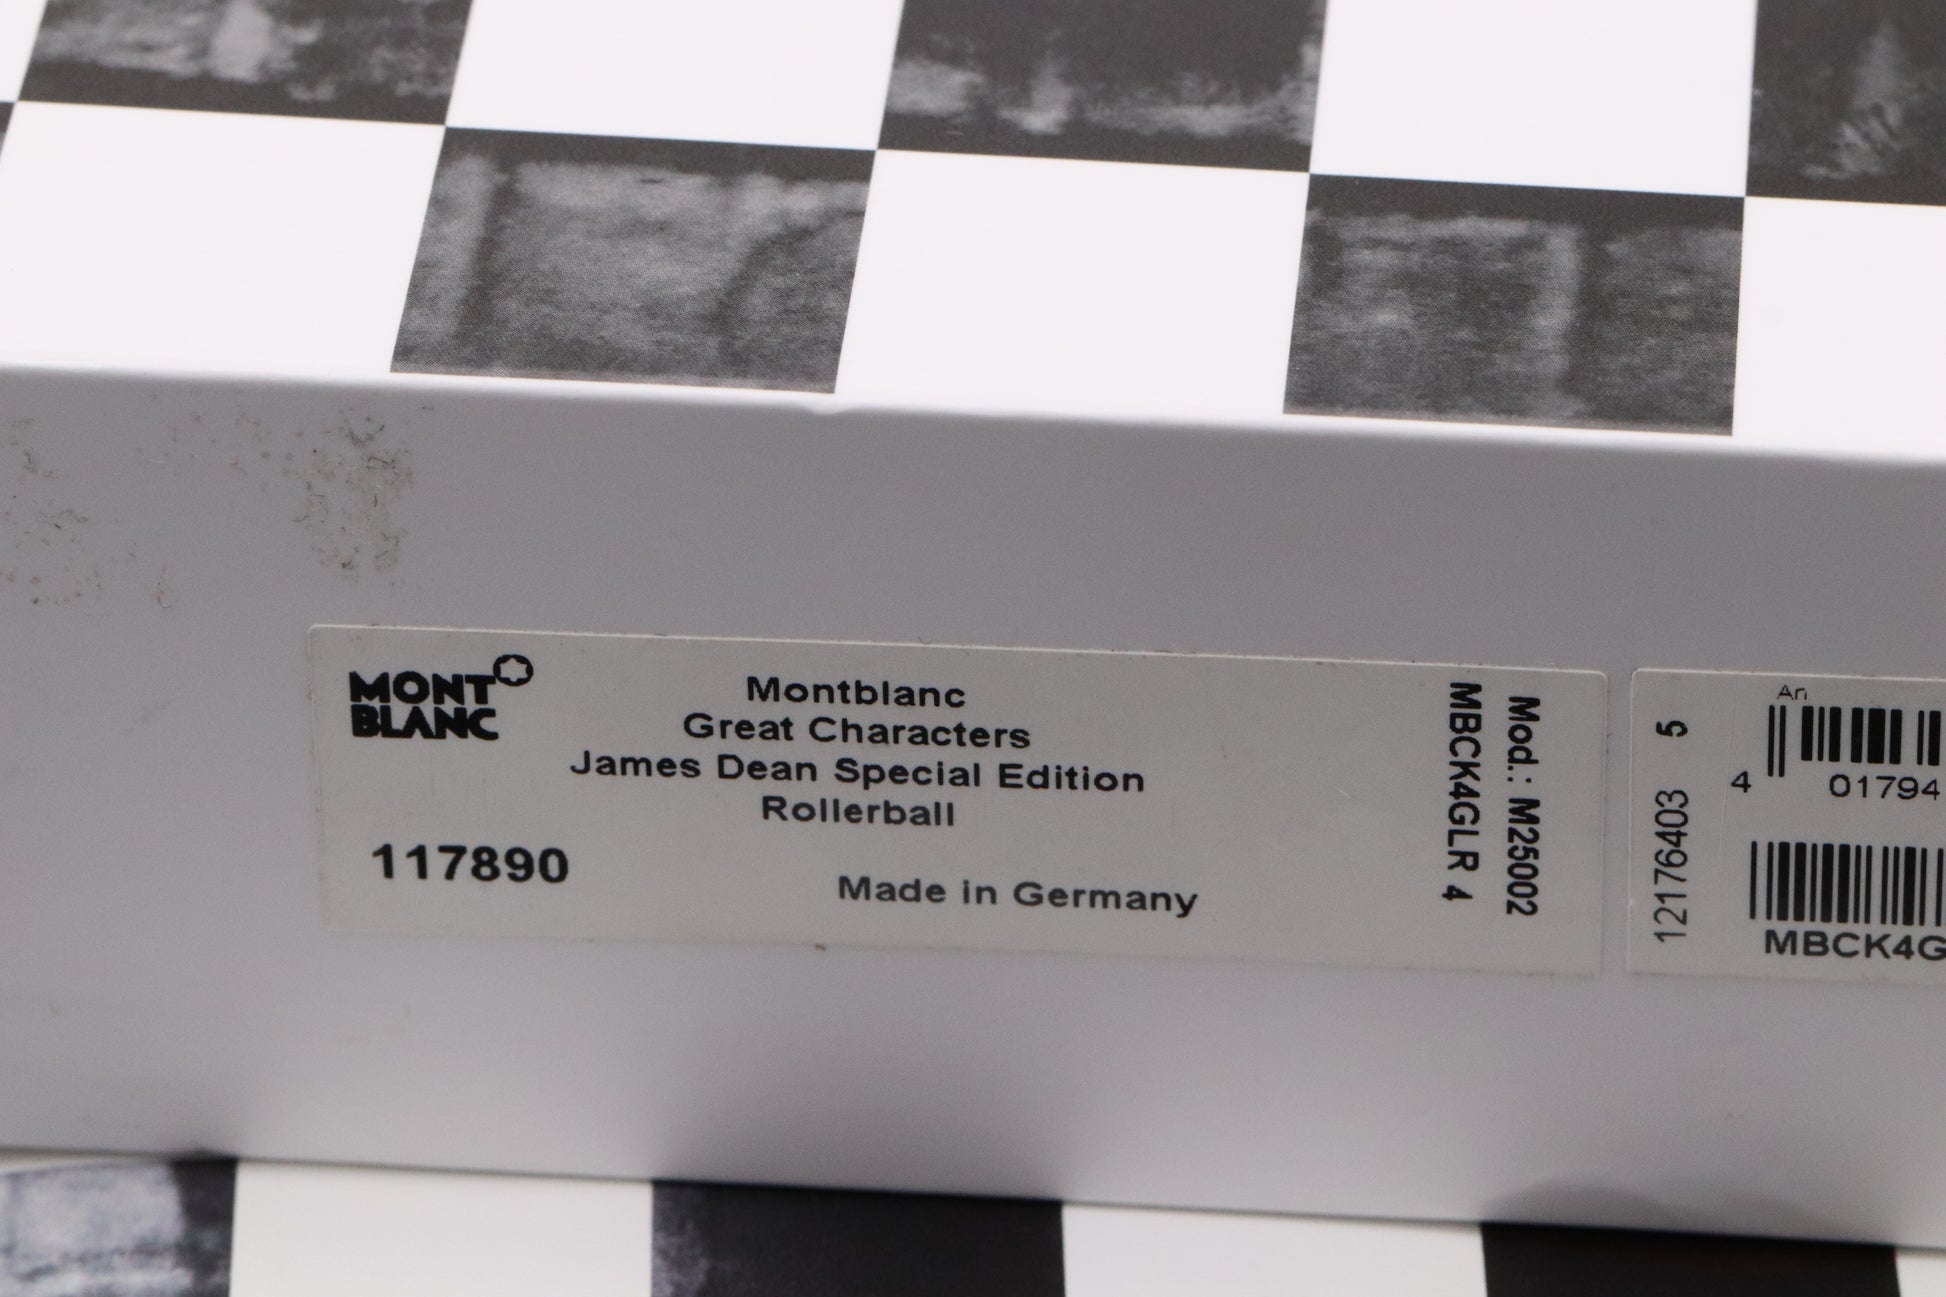 MONT
BLANC
Montblanc
Great Characters
James Dean Special Edition
Rollerball
117890
Made in Germany
Mod.: M25002
MBCK4GLR 4
12176403 5
4 01794
MBCK4G